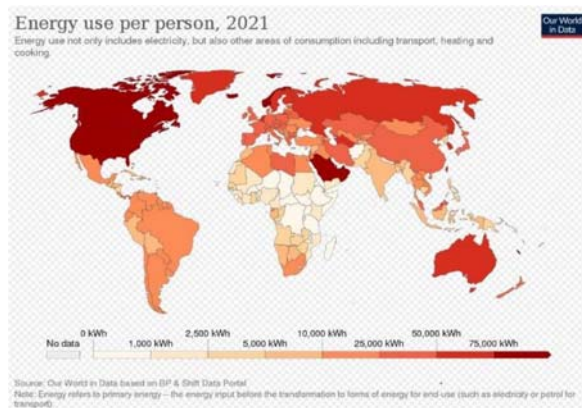 Energy use per person, 2021
Our World
in Data
Energy use not only includes electricity, but also other areas of consumption including transport, heating and
cooking.
No data
0 kWh
1,000 kWh
2,500 kWh
5,000 kWh
10,000 kWh
25,000 kWh
50,000 kWh
75,000 kWh
Source: Our World in Data based on BP & Shift Data Portal
Note: Energy refers to primary energy – the energy input before the transformation to forms of energy for end-use (such as electricity or petrol for
transport).